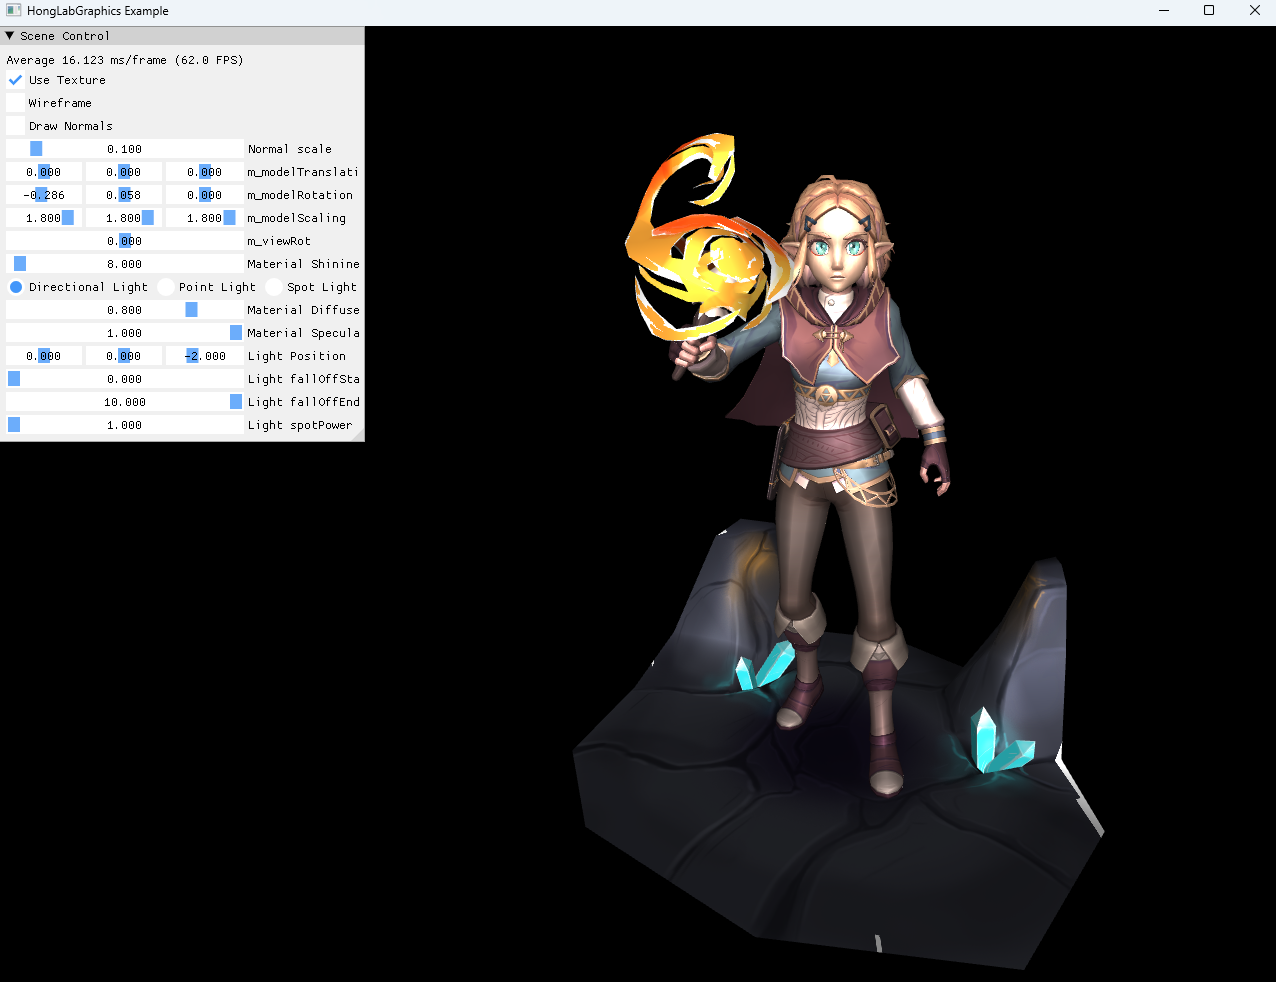 HongLabGraphics Example
Scene Control
Average 16.123 ms/frame (62.0 FPS)
Use Texture
Wireframe
Draw Normals
0.100 Normal scale
0.000 0.000 0.000 m_modelTranslati
-0.286 0.058 0.000 m_modelRotation
1.800 1.800 1.800 m_modelScaling
0.000 m_viewRot
8.000 Material Shinine
Directional Light Point Light Spot Light
0.800 Material Diffuse
1.000 Material Specula
0.000 0.000 -2.000 Light Position
0.000 Light fallOffSta
10.000 Light fallOffEnd
1.000 Light spotPower